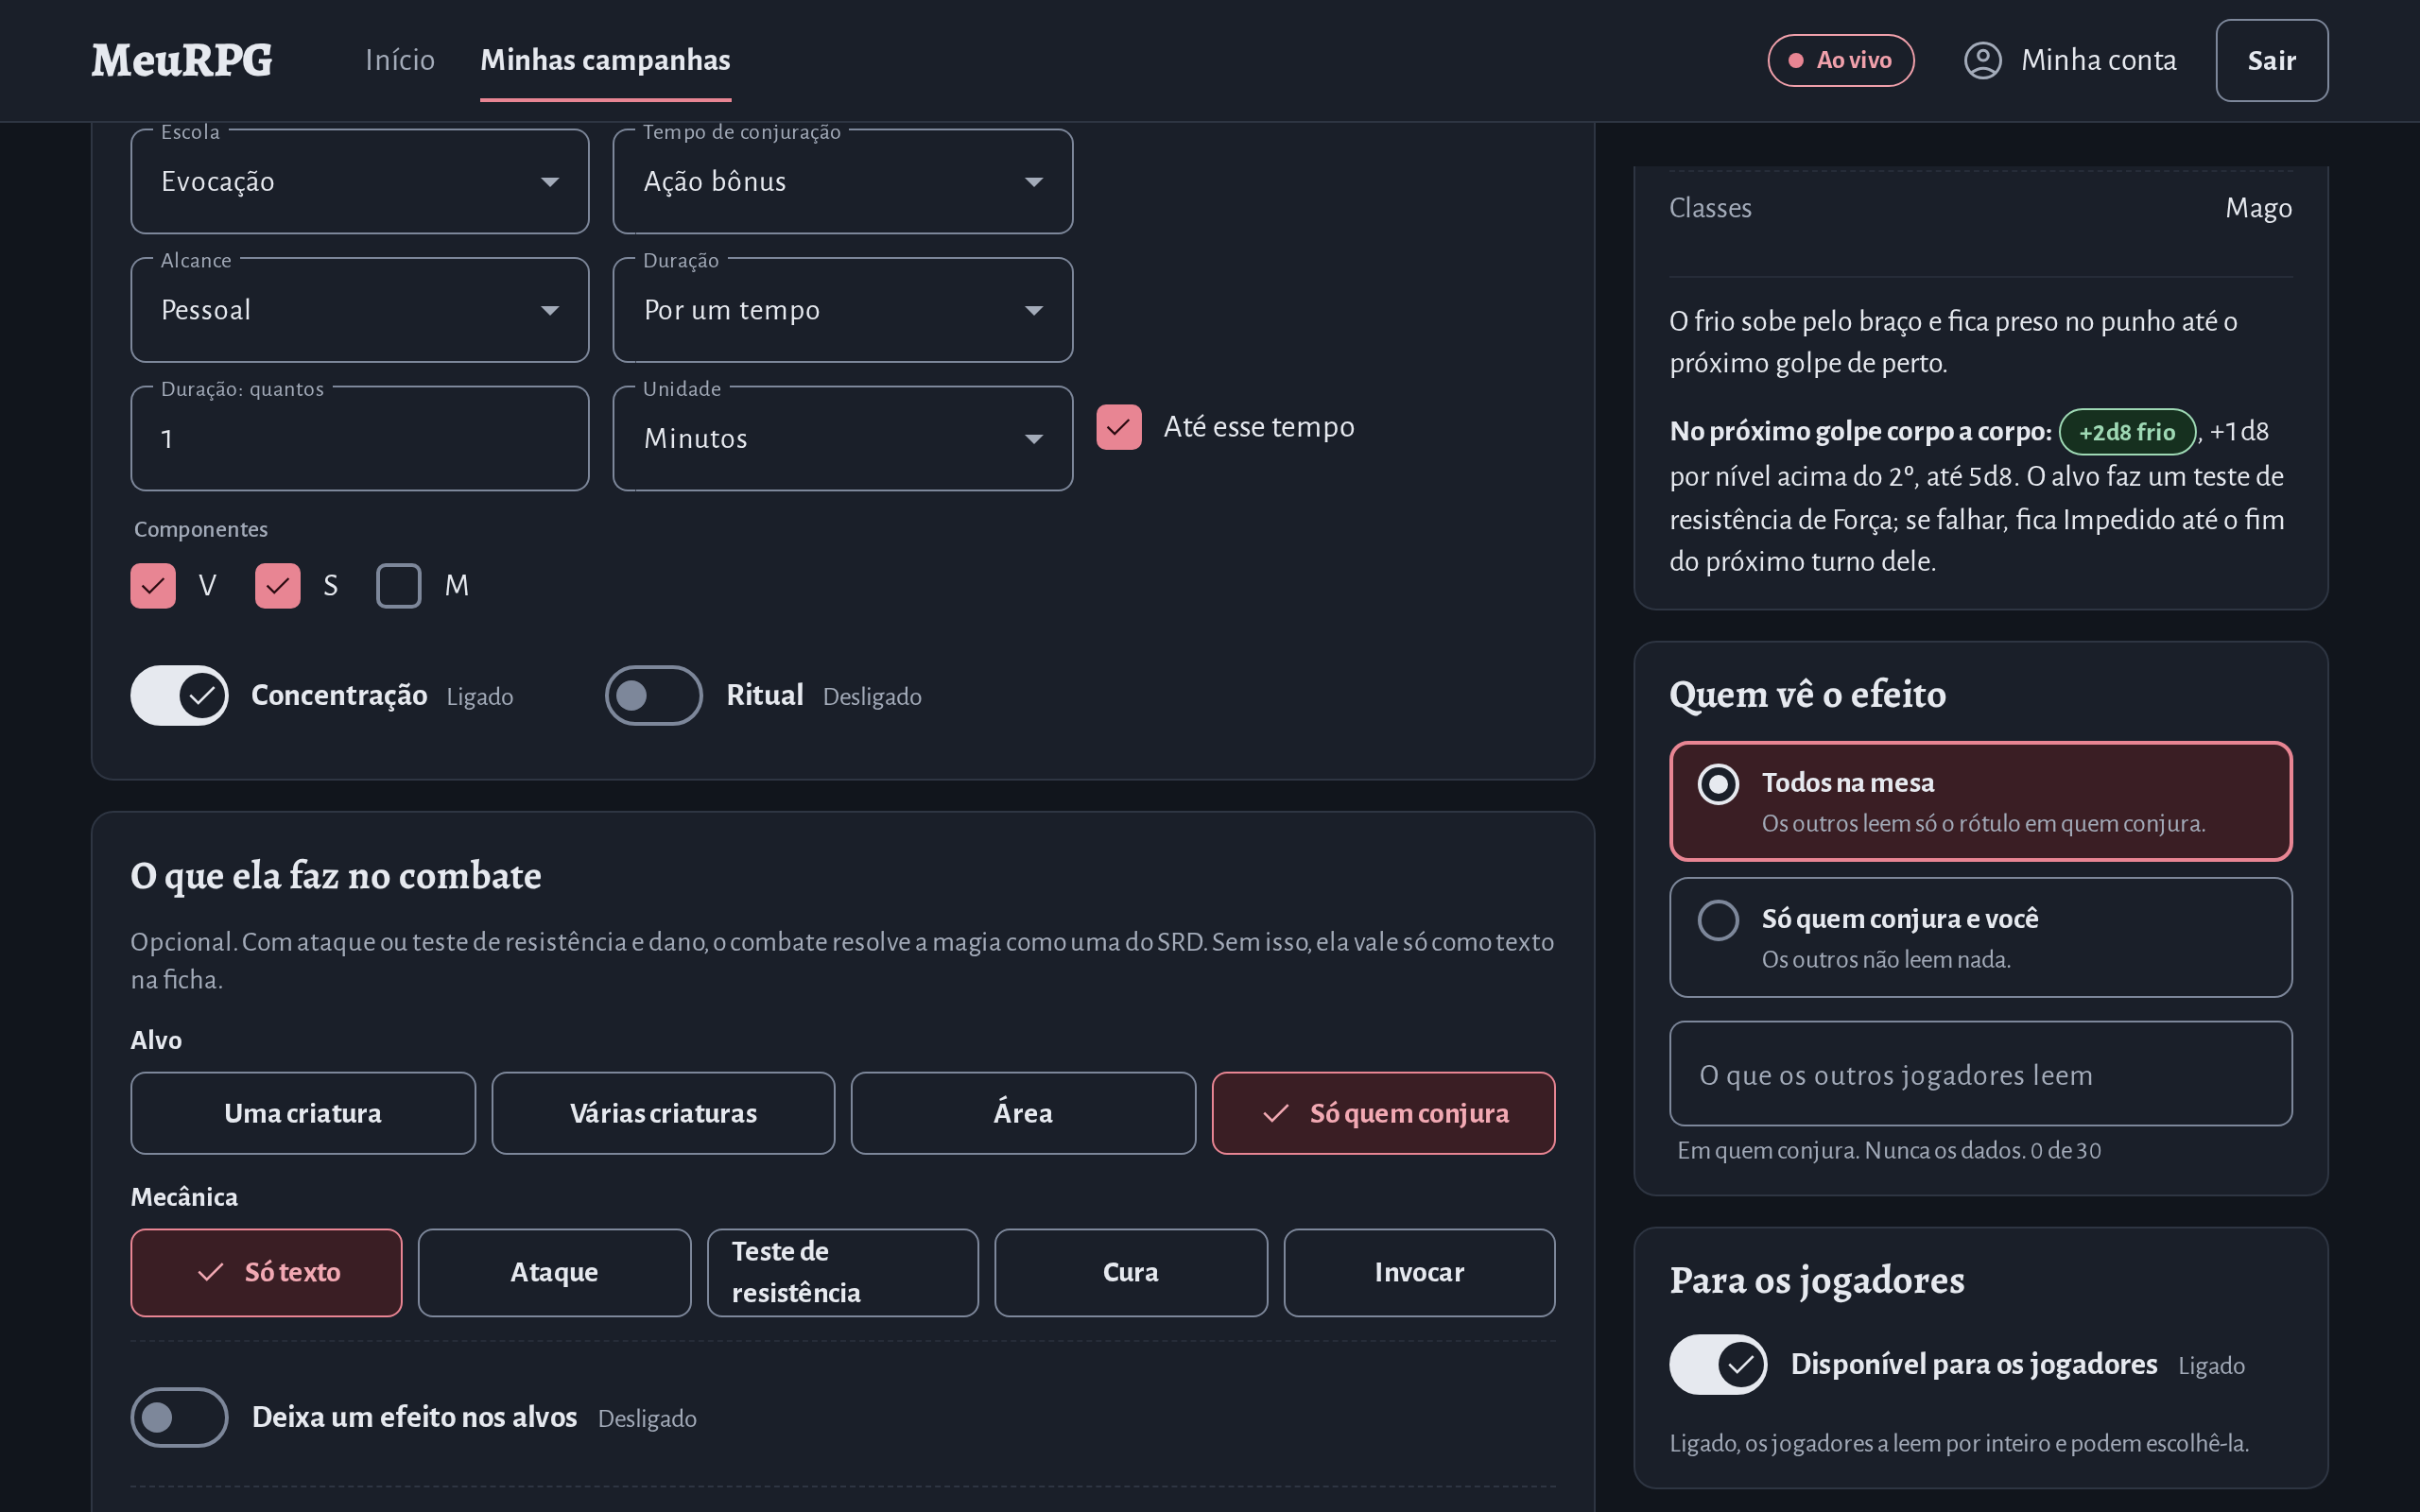 MeuRPG
Início
Minhas campanhas
Ao vivo
Minha conta
Sair
Escola
Evocação
Tempo de conjuração
Ação bônus
Alcance
Pessoal
Duração
Por um tempo
Duração: quantos
1
Unidade
Minutos
Até esse tempo
Componentes
V
S
M
Concentração Ligado
Ritual Desligado
O que ela faz no combate
Opcional. Com ataque ou teste de resistência e dano, o combate resolve a magia como uma do SRD. Sem isso, ela vale só como texto
na ficha.
Alvo
Uma criatura
Várias criaturas
Área
Só quem conjura
Mecânica
Só texto
Ataque
Teste de
resistência
Cura
Invocar
Deixa um efeito nos alvos Desligado
Classes
Mago
O frio sobe pelo braço e fica preso no punho até o
próximo golpe de perto.
No próximo golpe corpo a corpo: +2d8 frio, +1d8
por nível acima do 2º, até 5d8. O alvo faz um teste de
resistência de Força; se falhar, fica Impedido até o fim
do próximo turno dele.
Quem vê o efeito
Todos na mesa
Os outros leem só o rótulo em quem conjura.
Só quem conjura e você
Os outros não leem nada.
O que os outros jogadores leem
Em quem conjura. Nunca os dados. 0 de 30
Para os jogadores
Disponível para os jogadores Ligado
Ligado, os jogadores a leem por inteiro e podem escolhê-la.